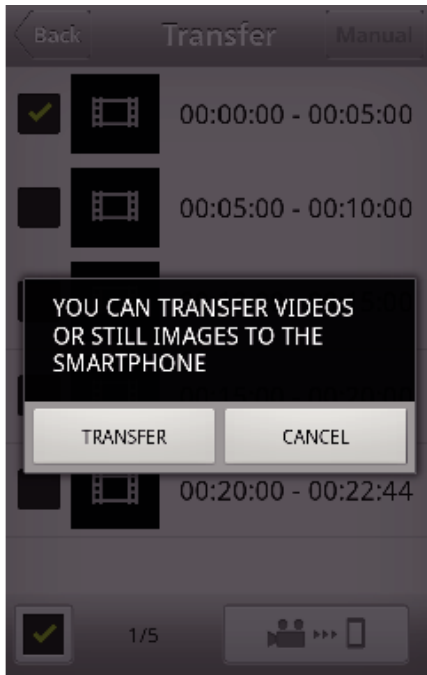 Back Transfer Manual
00:00:00 - 00:05:00
00:05:00 - 00:10:00
YOU CAN TRANSFER VIDEOS
OR STILL IMAGES TO THE
SMARTPHONE
TRANSFER CANCEL
00:20:00 - 00:22:44
1/5